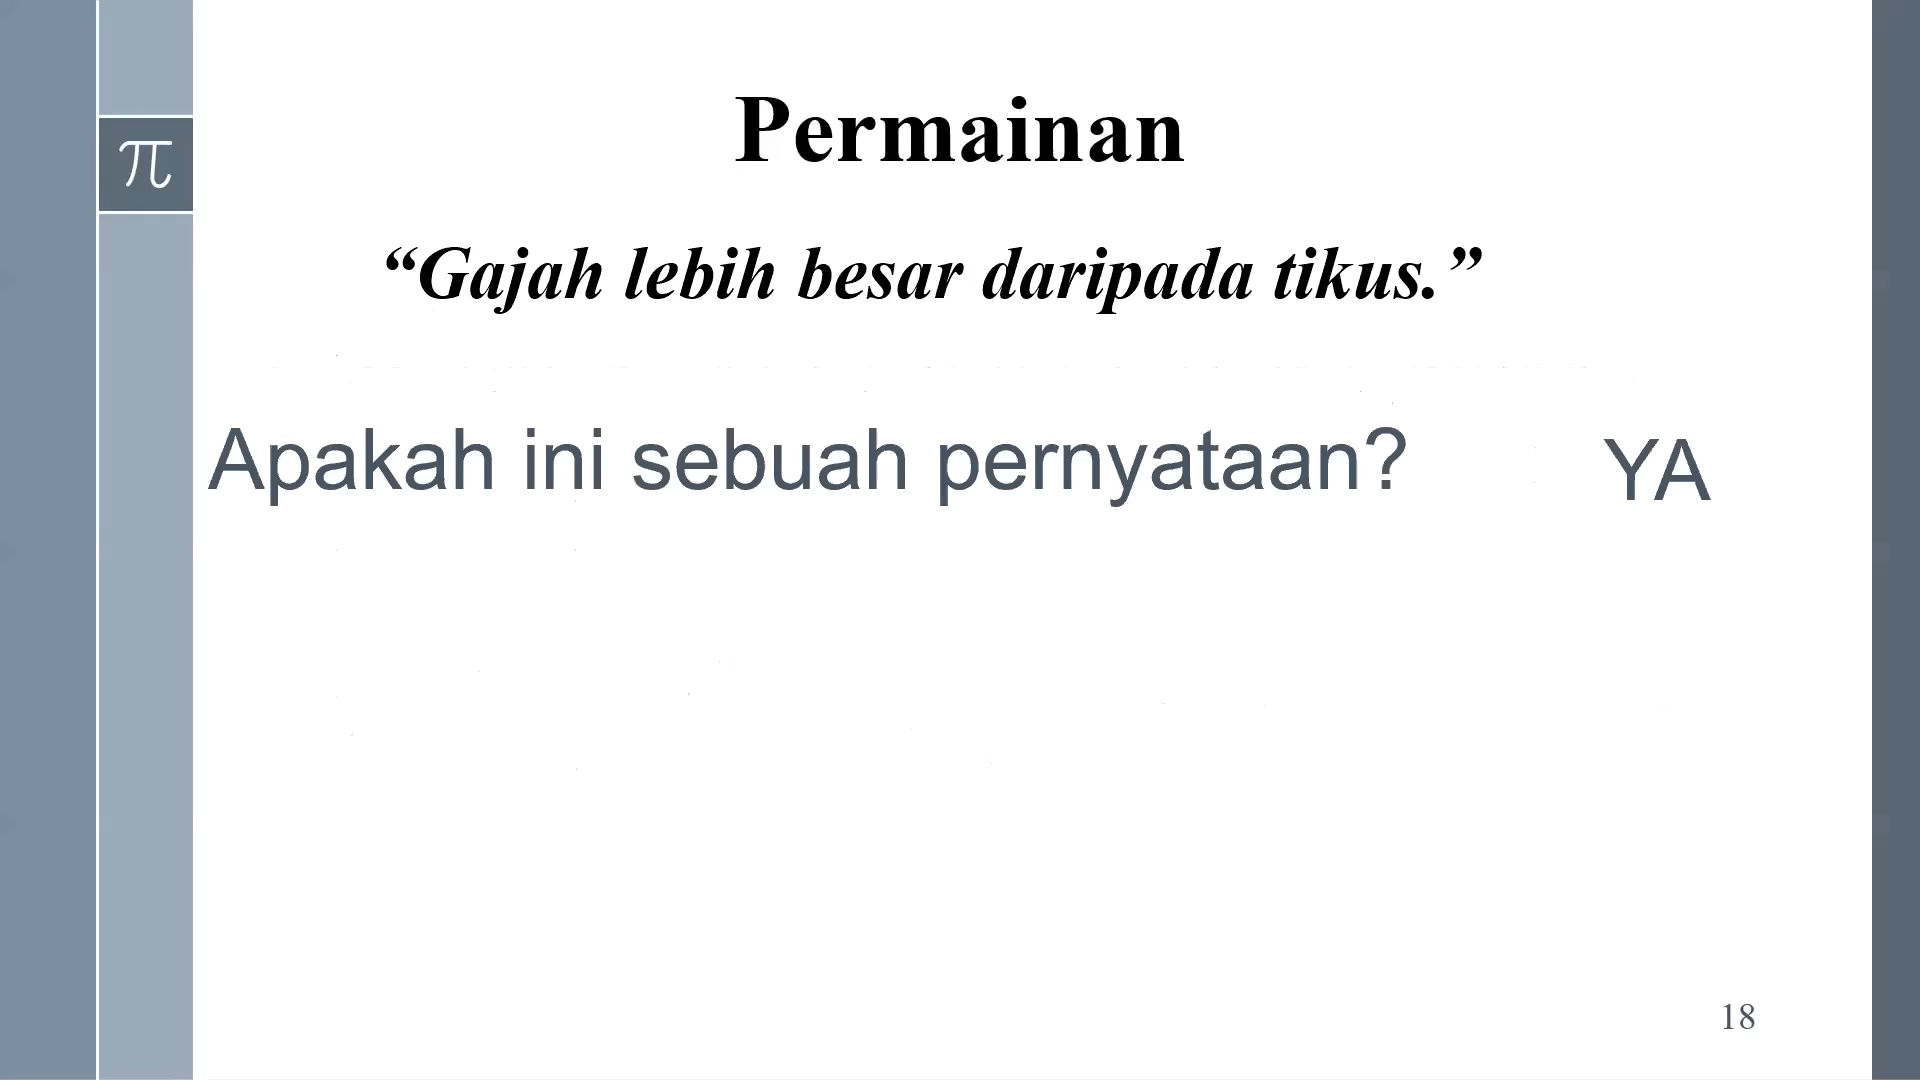 π
Permainan
“Gajah lebih besar daripada tikus.”
Apakah ini sebuah pernyataan? YA
18